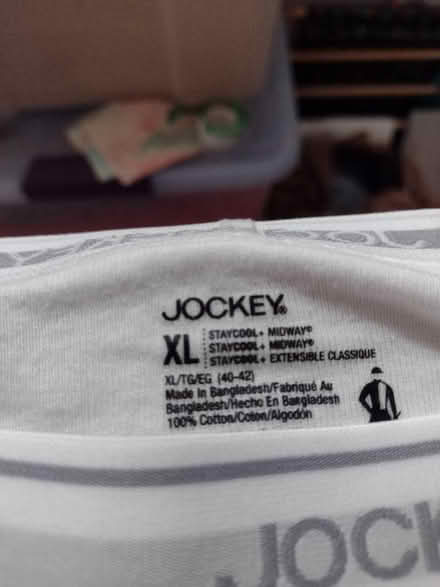 JOCKEY®
XL
STAYCOOL+ MIDWAY®
STAYCOOL+ MIDWAY®
STAYCOOL+ EXTENSIBLE CLASSIQUE
XL/TG/EG (40-42)
Made in Bangladesh/Fabriqué Au
Bangladesh/Hecho En Bangladesh
100% Cotton/Coton/Algodón
JOCK